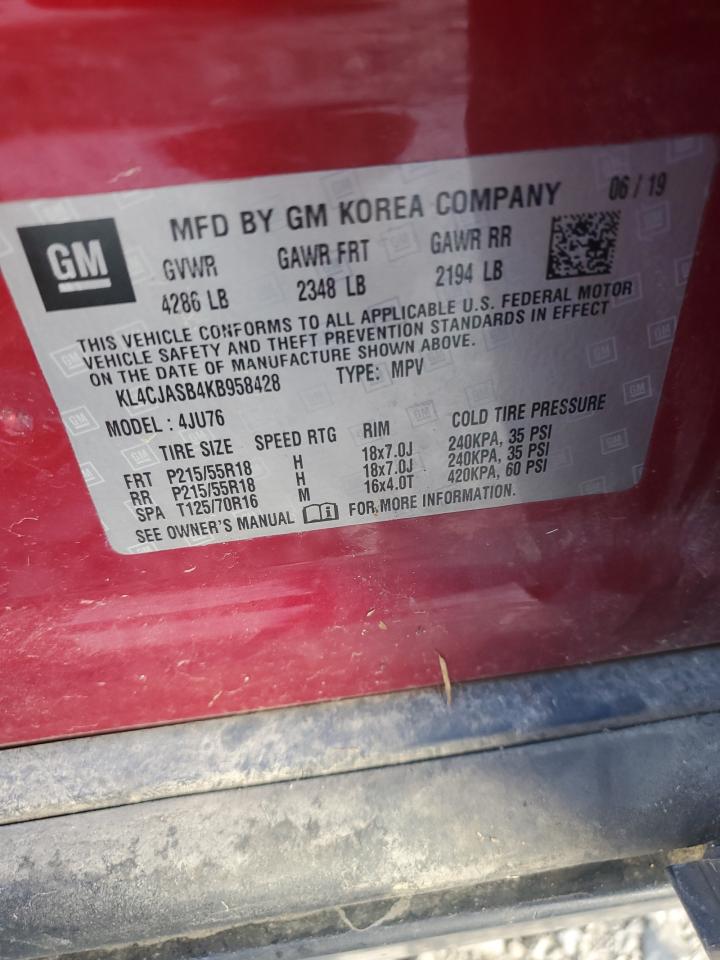 GM
MFD BY GM KOREA COMPANY 06 / 19
GVWR GAWR FRT GAWR RR
4286 LB 2348 LB 2194 LB
THIS VEHICLE CONFORMS TO ALL APPLICABLE U.S. FEDERAL MOTOR
VEHICLE SAFETY AND THEFT PREVENTION STANDARDS IN EFFECT
ON THE DATE OF MANUFACTURE SHOWN ABOVE.
KL4CJASB4KB958428 TYPE: MPV
MODEL : 4JU76
TIRE SIZE SPEED RTG RIM COLD TIRE PRESSURE
FRT P215/55R18 H 18x7.0J 240KPA, 35 PSI
RR P215/55R18 H 18x7.0J 240KPA, 35 PSI
SPA T125/70R16 M 16x4.0T 420KPA, 60 PSI
SEE OWNER'S MANUAL FOR MORE INFORMATION.